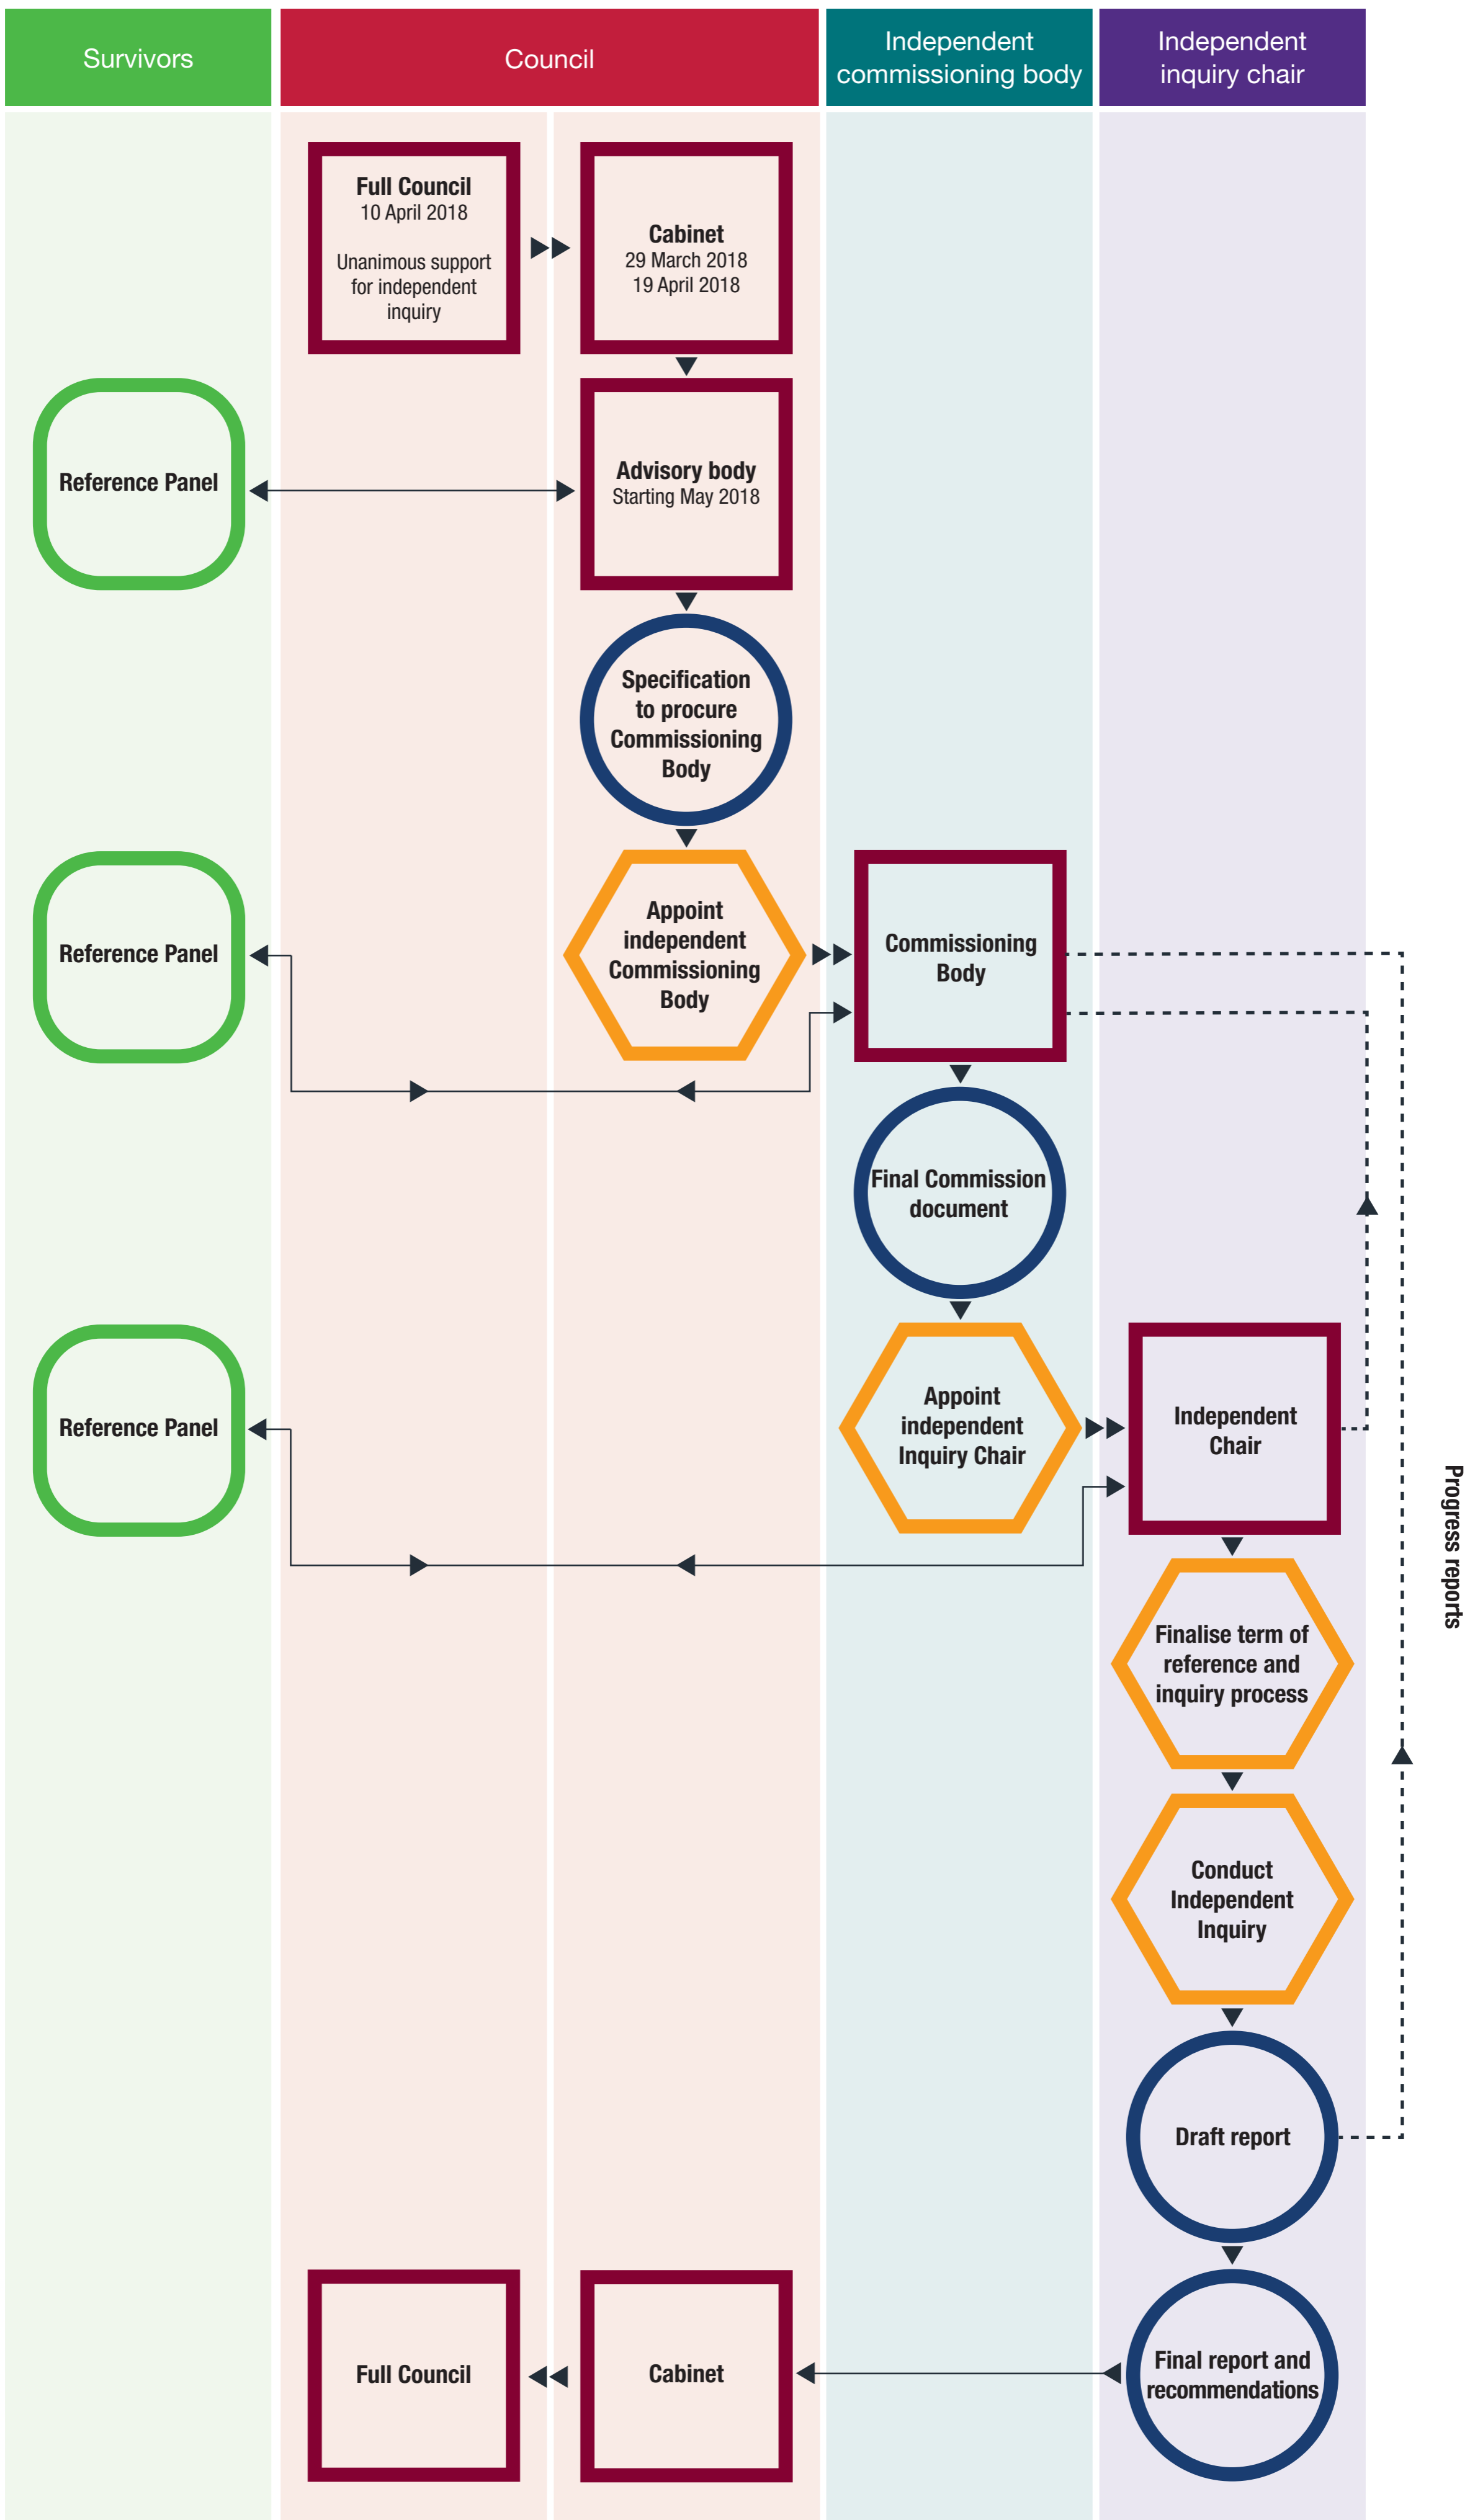 Survivors
Council
Independent
commissioning body
Independent
inquiry chair
Full Council
10 April 2018
Unanimous support
for independent
inquiry
Cabinet
29 March 2018
19 April 2018
Reference Panel
Advisory body
Starting May 2018
Specification
to procure
Commissioning
Body
Reference Panel
Appoint
independent
Commissioning
Body
Commissioning
Body
Final Commission
document
Reference Panel
Appoint
independent
Inquiry Chair
Independent
Chair
Progress reports
Finalise term of
reference and
inquiry process
Conduct
Independent
Inquiry
Draft report
Full Council
Cabinet
Final report and
recommendations